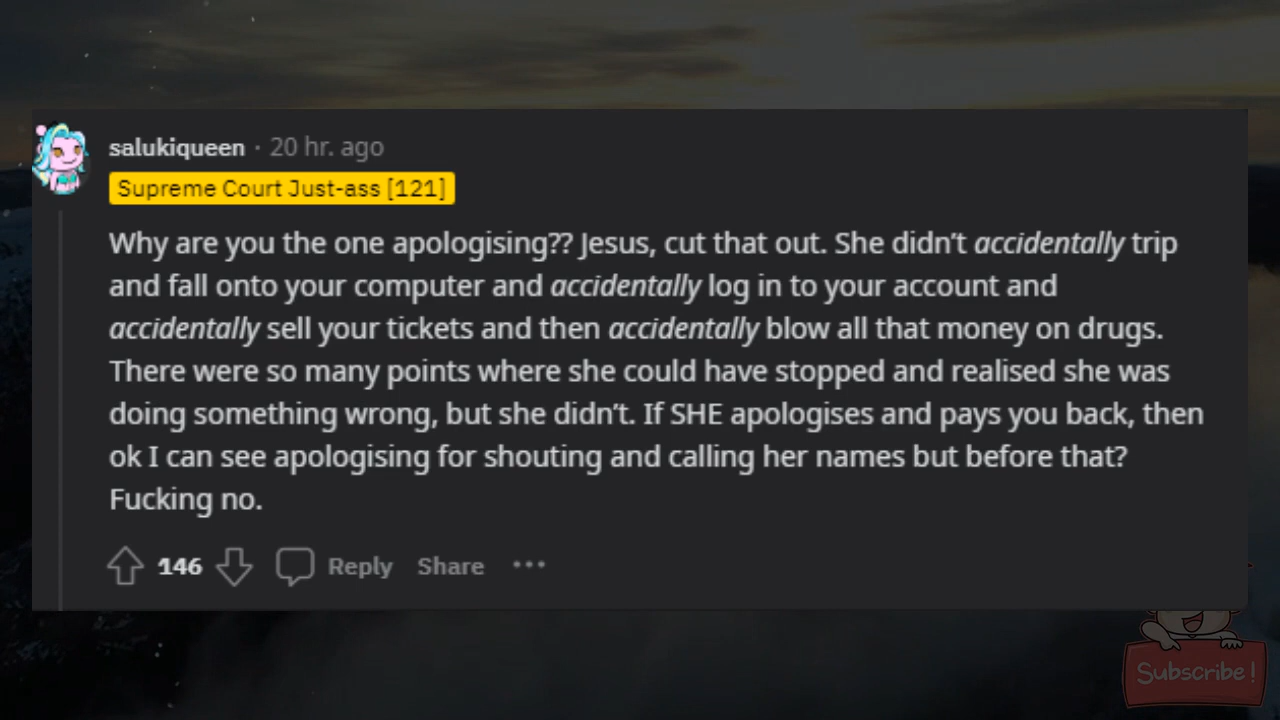 salukiqueen · 20 hr. ago
Supreme Court Just-ass [121]
Why are you the one apologising?? Jesus, cut that out. She didn’t accidentally trip
and fall onto your computer and accidentally log in to your account and
accidentally sell your tickets and then accidentally blow all that money on drugs.
There were so many points where she could have stopped and realised she was
doing something wrong, but she didn’t. If SHE apologises and pays you back, then
ok I can see apologising for shouting and calling her names but before that?
Fucking no.
146 Reply Share ···
Subscribe!